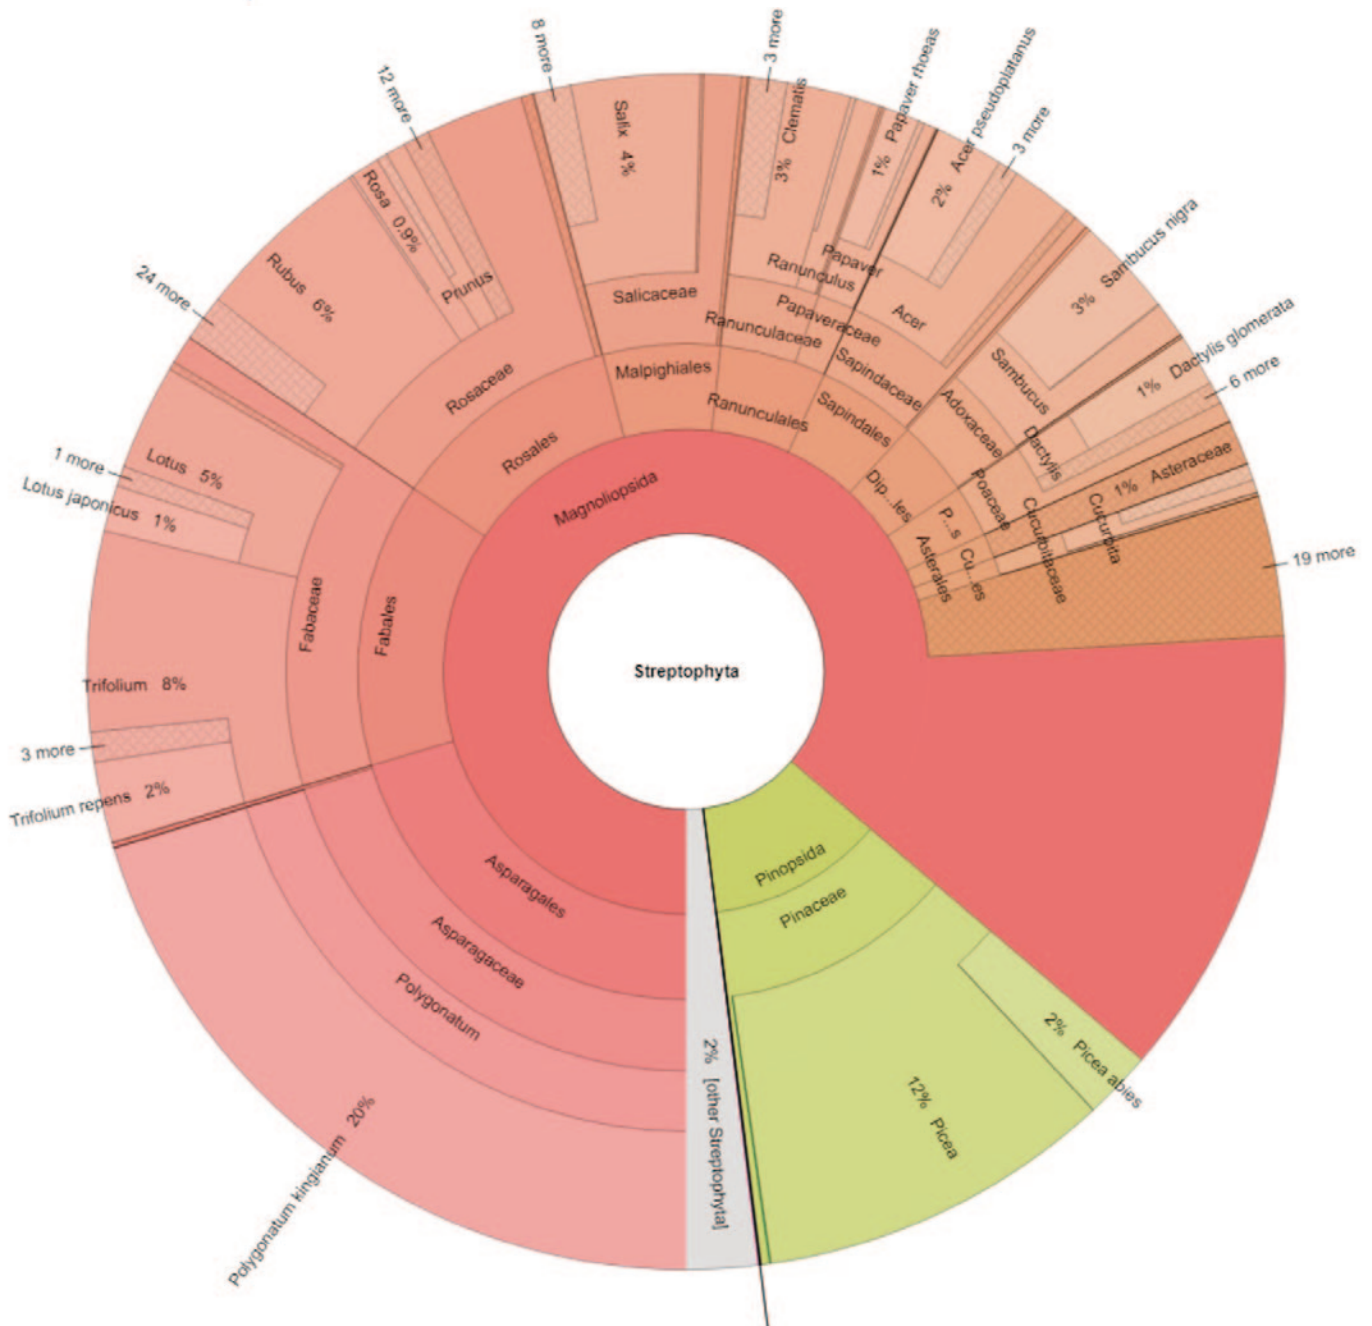 8 more
3 more
12 more
Papaver rhoeas 1%
Acer pseudoplatanus 2%
3 more
Salix 4%
3% Clematis
Rosa 0.9%
Sambucus nigra 3%
24 more
Rubus 6%
Prunus
Papaver
Ranunculus
Salicaceae
Papaveraceae
Acer
Ranunculaceae
Dactylis glomerata 1%
6 more
Rosaceae
Malpighiales
Sapindaceae
Sambucus
Ranunculales
Sapindales
Adoxaceae
Rosales
Dactylis
1% Asteraceae
Lotus 5%
1 more
Lotus japonicus 1%
Magnoliopsida
Dip...les
Poaceae
P...s
Cucurbitaceae
Cucurbita
Asterales
Cu...es
19 more
Fabaceae
Fabales
Streptophyta
Trifolium 8%
3 more
Trifolium repens 2%
Pinopsida
Asparagales
Pinaceae
Asparagaceae
Polygonatum
2% [other Streptophyta]
2% Picea abies
12% Picea
Polygonatum kingianum 20%